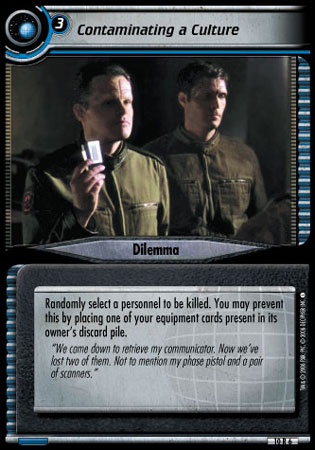 3
Contaminating a Culture
Dilemma
Randomly select a personnel to be killed. You may prevent
this by placing one of your equipment cards present in its
owner's discard pile.
"We came down to retrieve my communicator. Now we've
lost two of them. Not to mention my phase pistol and a pair
of scanners."
10 R 6